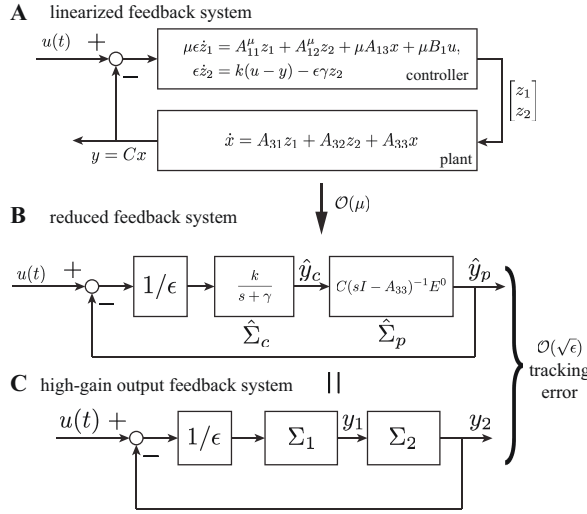 A linearized feedback system
u(t) + −
μϵż₁ = A₁₁^μ z₁ + A₁₂^μ z₂ + μA₁₃x + μB₁u,
ϵż₂ = k(u − y) − ϵγz₂
controller
[z₁
z₂]
y = Cx
ẋ = A₃₁z₁ + A₃₂z₂ + A₃₃x
plant
O(μ)
B reduced feedback system
u(t) + −
1/ϵ
k
s + γ
ŷ_c
C(sI − A₃₃)⁻¹E⁰
ŷ_p
Σ̂_c
Σ̂_p
O(√ϵ)
tracking
error
C high-gain output feedback system
u(t) + −
1/ϵ
Σ₁
y₁
Σ₂
y₂